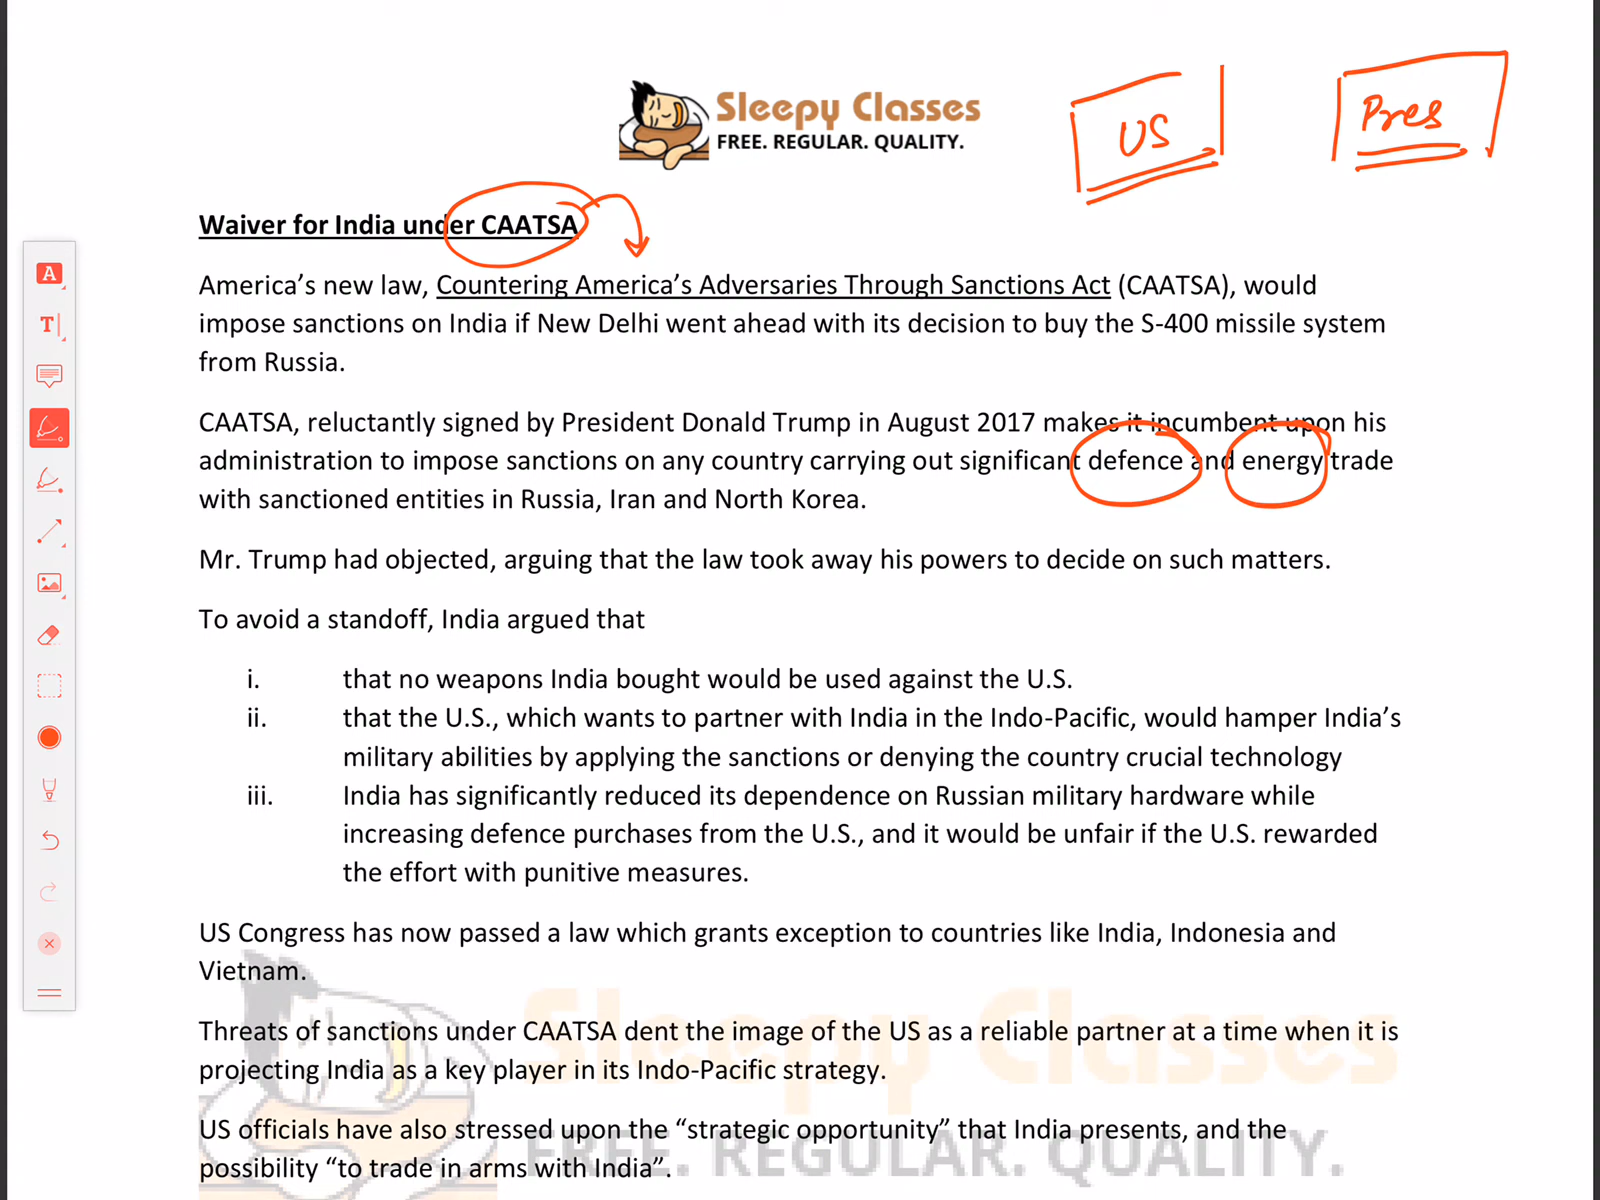 Sleepy Classes
FREE. REGULAR. QUALITY.
US
Pres
Waiver for India under CAATSA
America’s new law, Countering America’s Adversaries Through Sanctions Act (CAATSA), would
impose sanctions on India if New Delhi went ahead with its decision to buy the S-400 missile system
from Russia.
CAATSA, reluctantly signed by President Donald Trump in August 2017 makes it incumbent upon his
administration to impose sanctions on any country carrying out significant defence and energy trade
with sanctioned entities in Russia, Iran and North Korea.
Mr. Trump had objected, arguing that the law took away his powers to decide on such matters.
To avoid a standoff, India argued that
i. that no weapons India bought would be used against the U.S.
ii. that the U.S., which wants to partner with India in the Indo-Pacific, would hamper India’s
military abilities by applying the sanctions or denying the country crucial technology
iii. India has significantly reduced its dependence on Russian military hardware while
increasing defence purchases from the U.S., and it would be unfair if the U.S. rewarded
the effort with punitive measures.
US Congress has now passed a law which grants exception to countries like India, Indonesia and
Vietnam.
Threats of sanctions under CAATSA dent the image of the US as a reliable partner at a time when it is
projecting India as a key player in its Indo-Pacific strategy.
US officials have also stressed upon the “strategic opportunity” that India presents, and the
possibility “to trade in arms with India”.
Sleepy Classes
FREE. REGULAR. QUALITY.
A
T